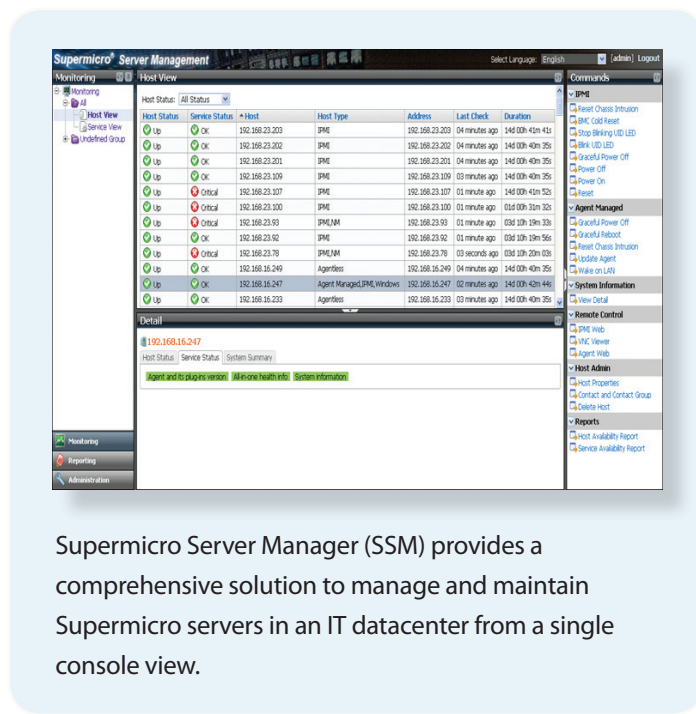 Supermicro® Server Management
Select Language: English [admin] Logout
Monitoring
Host View
Commands
Monitoring
All
Host View
Service View
Undefined Group
Host Status: All Status
Host Status Service Status Host Host Type Address Last Check Duration
Up OK 192.168.23.203 IPMI 192.168.23.203 04 minutes ago 14d 00h 41m 41s
Up OK 192.168.23.202 IPMI 192.168.23.202 04 minutes ago 14d 00h 40m 35s
Up OK 192.168.23.201 IPMI 192.168.23.201 04 minutes ago 14d 00h 40m 35s
Up OK 192.168.23.109 IPMI 192.168.23.109 03 minutes ago 14d 00h 40m 35s
Up Critical 192.168.23.107 IPMI 192.168.23.107 01 minute ago 14d 00h 41m 52s
Up Critical 192.168.23.100 IPMI 192.168.23.100 01 minute ago 01d 00h 31m 32s
Up Critical 192.168.23.93 IPMI,NM 192.168.23.93 01 minute ago 03d 10h 19m 33s
Up OK 192.168.23.92 IPMI 192.168.23.92 01 minute ago 03d 10h 19m 56s
Up Critical 192.168.23.78 IPMI,NM 192.168.23.78 03 seconds ago 03d 10h 20m 03s
Up OK 192.168.16.249 Agentless 192.168.16.249 04 minutes ago 14d 00h 40m 35s
Up OK 192.168.16.247 Agent Managed,IPMI,Windows 192.168.16.247 02 minutes ago 14d 00h 42m 44s
Up OK 192.168.16.233 Agentless 192.168.16.233 03 minutes ago 14d 00h 40m 35s
Detail
192.168.16.247
Host Status Service Status System Summary
Agent and its plug-ins version All-in-one health info System information
Monitoring
Reporting
Administration
IPMI
Reset Chassis Intrusion
BMC Cold Reset
Stop Blinking UID LED
Blink UID LED
Graceful Power Off
Power Off
Power On
Reset
Agent Managed
Graceful Power Off
Graceful Reboot
Reset Chassis Intrusion
Update Agent
Wake on LAN
System Information
View Detail
Remote Control
IPMI Web
VNC Viewer
Agent Web
Host Admin
Host Properties
Contact and Contact Group
Delete Host
Reports
Host Availability Report
Service Availability Report
Supermicro Server Manager (SSM) provides a
comprehensive solution to manage and maintain
Supermicro servers in an IT datacenter from a single
console view.